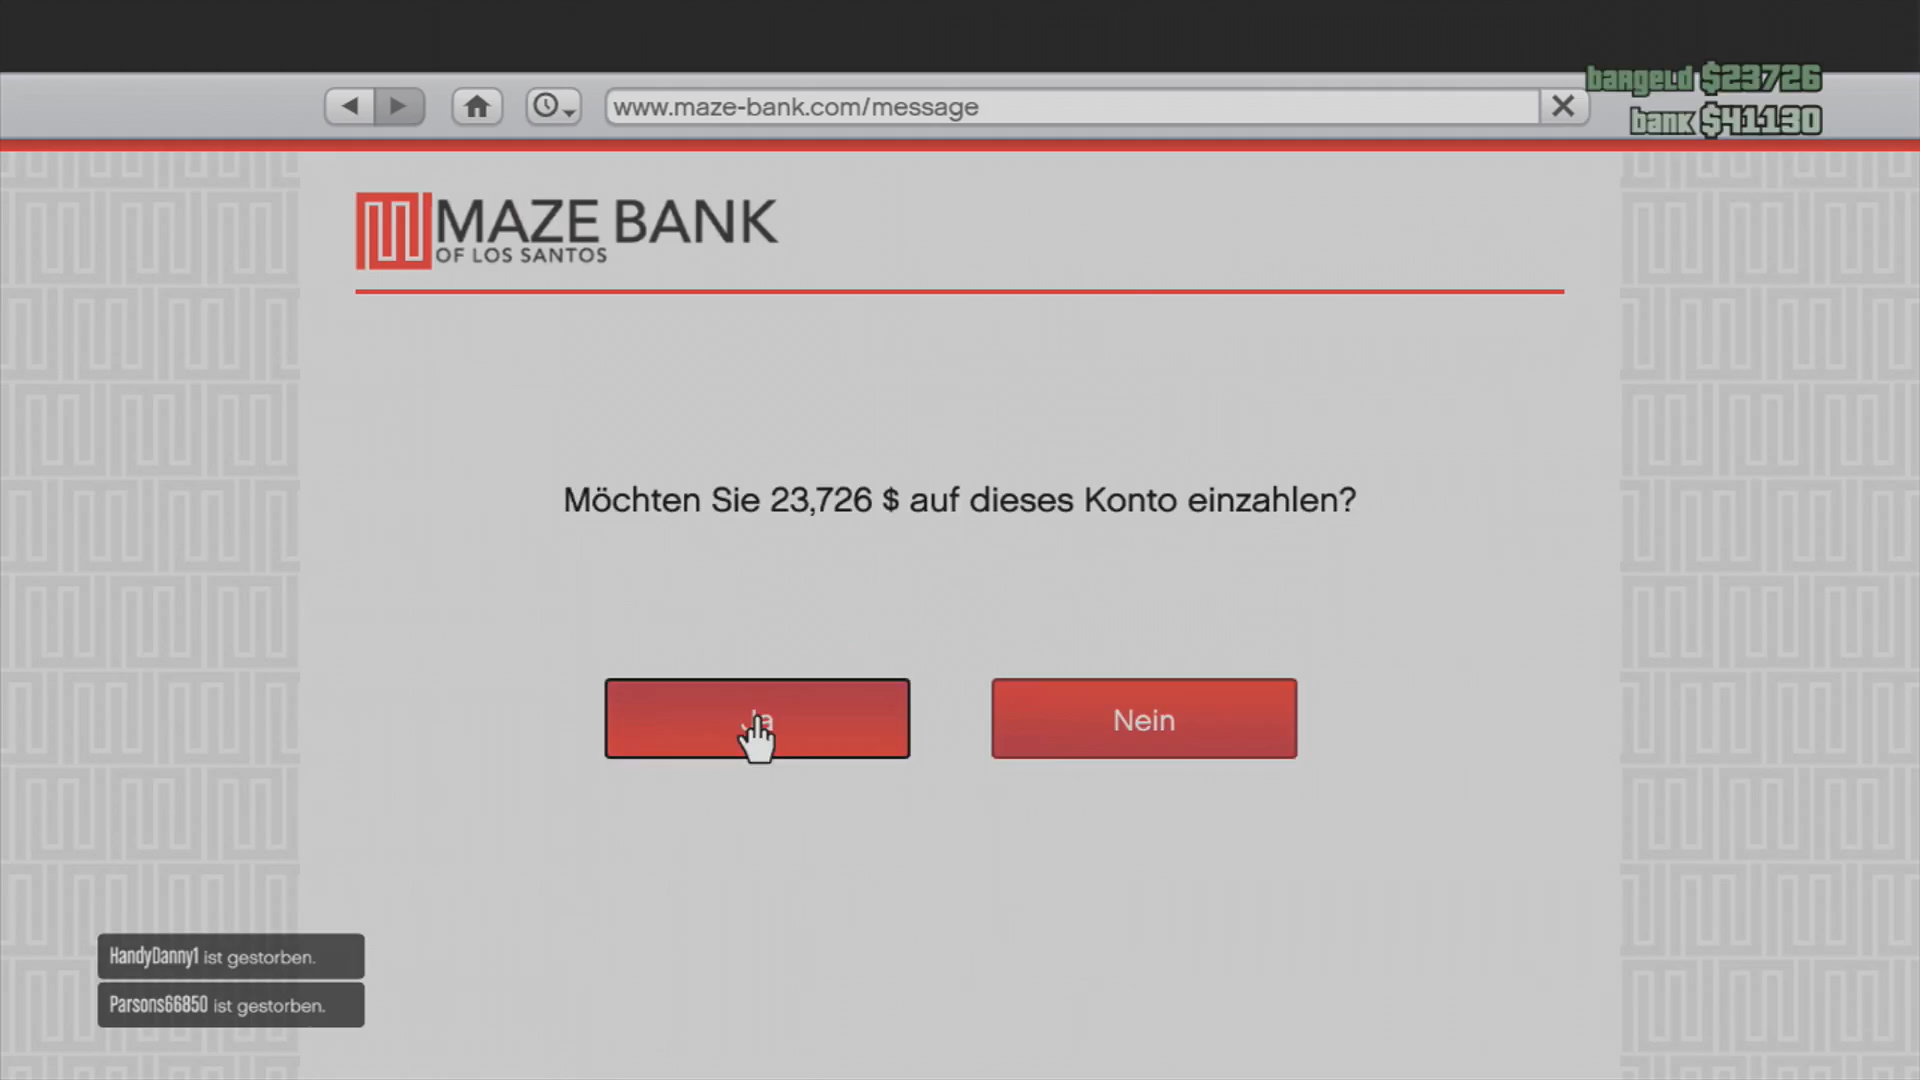 bargeld $23726
www.maze-bank.com/message
bank $41130
MAZE BANK
OF LOS SANTOS
Möchten Sie 23,726 $ auf dieses Konto einzahlen?
Ja
Nein
HandyDanny1 ist gestorben.
Parsons66850 ist gestorben.